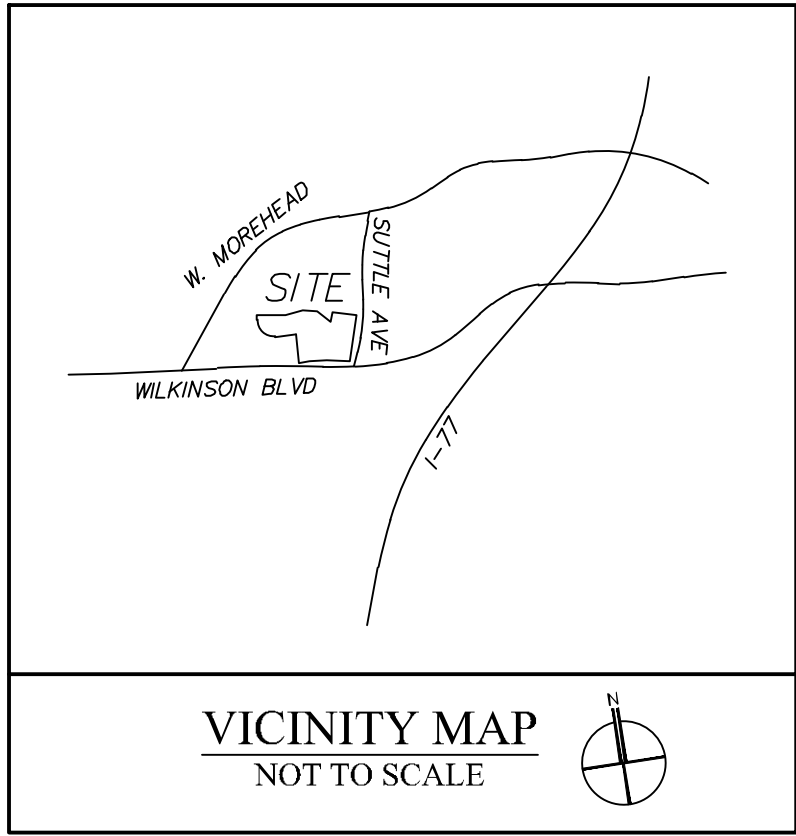 W. MOREHEAD
SUTTLE AVE
SITE
WILKINSON BLVD
I-77
VICINITY MAP
NOT TO SCALE
N